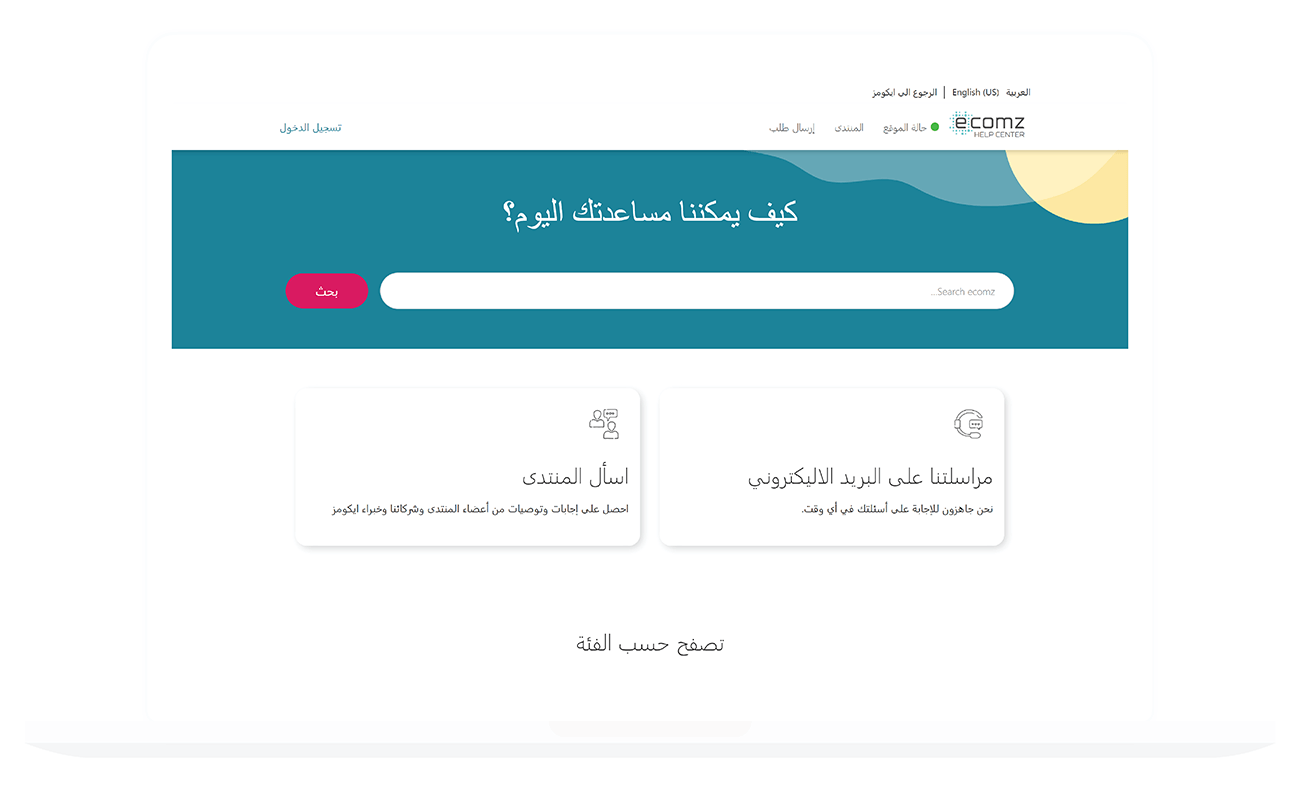 العربية English (US) | الرجوع الى ايكومز
ecomz
HELP CENTER
حالة الموقع المنتدى إرسال طلب تسجيل الدخول
كيف يمكننا مساعدتك اليوم؟
Search ecomz... بحث
مراسلتنا على البريد الاليكتروني
نحن جاهزون للإجابة على أسئلتك في أي وقت.
اسأل المنتدى
احصل على إجابات وتوصيات من أعضاء المنتدى وشركائنا وخبراء ايكومز
تصفح حسب الفئة